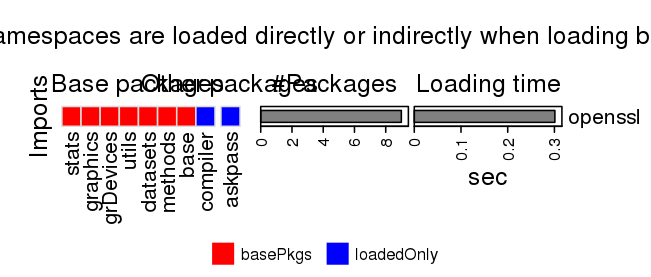 amespaces are loaded directly or indirectly when loading b
Base packages Other packages #Packages Loading time
Imports
openssl
0 2 4 6 8 0 0.1 0.2 0.3
stats graphics grDevices utils datasets methods base compiler askpass
sec
basePkgs loadedOnly